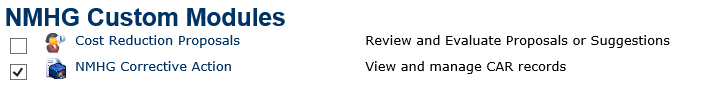 NMHG Custom Modules
Cost Reduction Proposals Review and Evaluate Proposals or Suggestions
NMHG Corrective Action View and manage CAR records